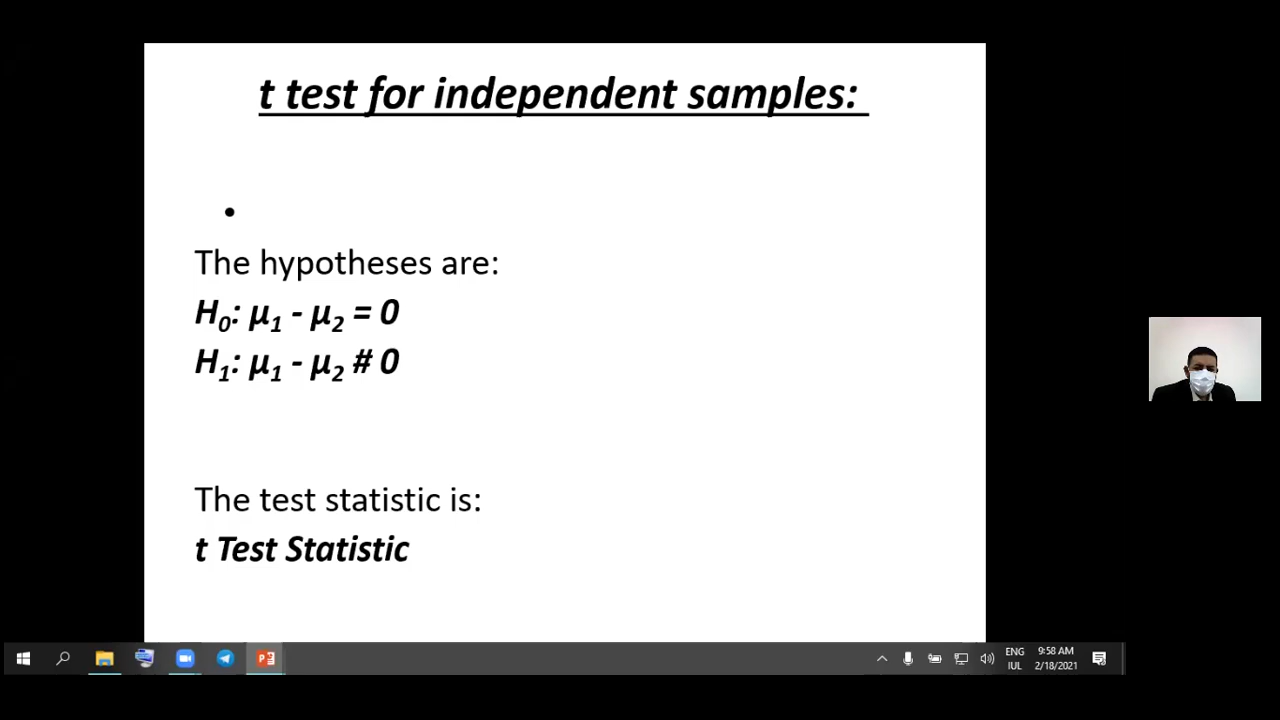 t test for independent samples:
•
The hypotheses are:
H₀: µ₁ - µ₂ = 0
H₁: µ₁ - µ₂ # 0
The test statistic is:
t Test Statistic
ENG
IUL
9:58 AM
2/18/2021